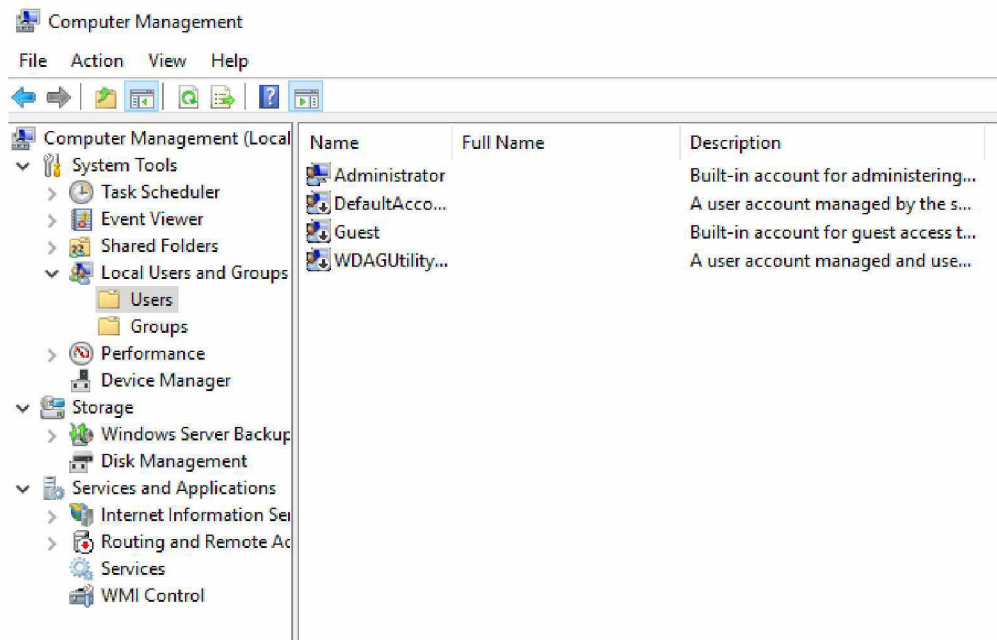 Computer Management
File Action View Help
Computer Management (Local
System Tools
Task Scheduler
Event Viewer
Shared Folders
Local Users and Groups
Users
Groups
Performance
Device Manager
Storage
Windows Server Backup
Disk Management
Services and Applications
Internet Information Ser
Routing and Remote Ac
Services
WMI Control
Name Full Name Description
Administrator Built-in account for administering...
DefaultAcco... A user account managed by the s...
Guest Built-in account for guest access t...
WDAGUtility... A user account managed and use...